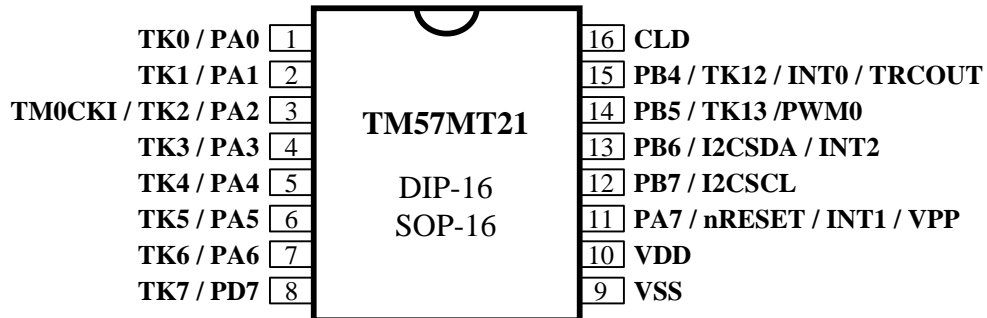 TK0 / PA0 1
TK1 / PA1 2
TM0CKI / TK2 / PA2 3
TK3 / PA3 4
TK4 / PA4 5
TK5 / PA5 6
TK6 / PA6 7
TK7 / PD7 8
TM57MT21
DIP-16
SOP-16
16 CLD
15 PB4 / TK12 / INT0 / TRCOUT
14 PB5 / TK13 /PWM0
13 PB6 / I2CSDA / INT2
12 PB7 / I2CSCL
11 PA7 / nRESET / INT1 / VPP
10 VDD
9 VSS